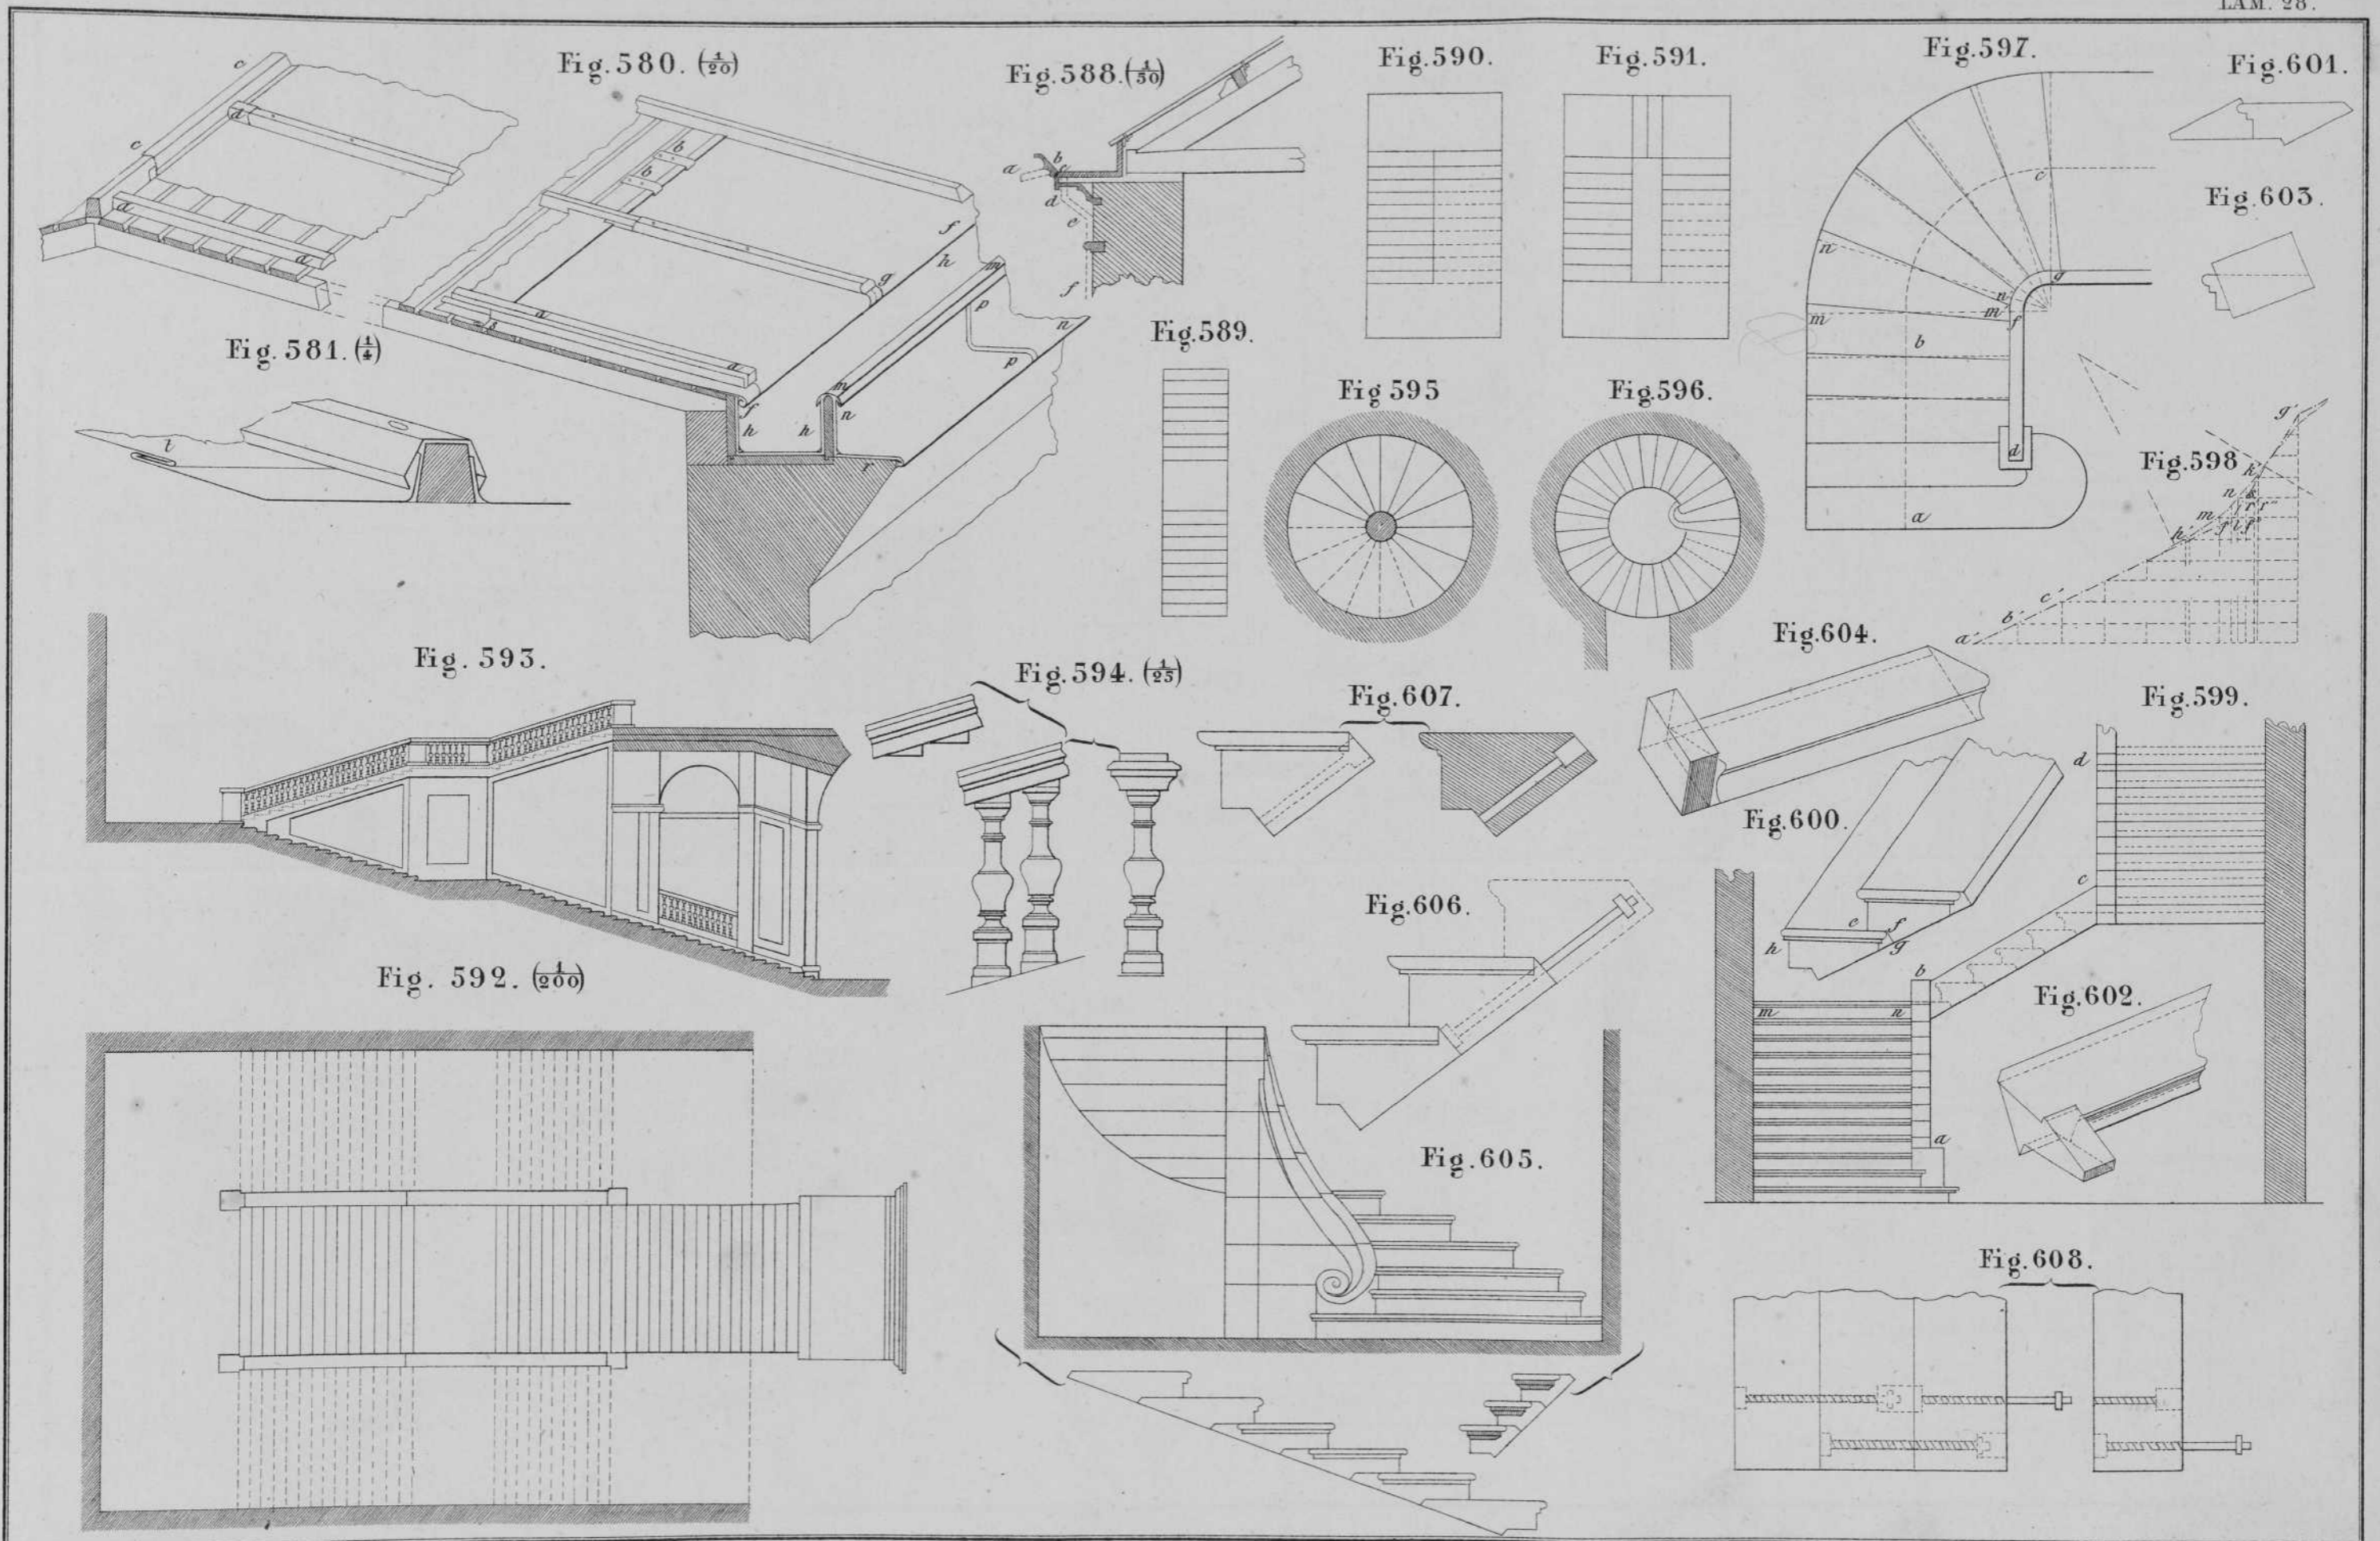 LAM. 28.
Fig. 580. (1/20)
c
d
c
a
a
b
b
f
h
g
m
a
s
a
f
h
h
m
n
p
p
n
r
Fig. 581. (1/4)
l
Fig. 588. (1/50)
a
b
d
e
f
Fig. 590.
Fig. 591.
Fig. 597.
c
n
m
b
n
m
f
g
d
a
Fig. 601.
Fig. 603.
Fig. 589.
Fig 595
Fig. 596.
Fig. 598
g'
k
n
m
h'
c'
b'
a'
Fig. 593.
Fig. 594. (1/25)
Fig. 607.
Fig. 604.
Fig. 599.
d
c
b
m
n
a
Fig. 600.
e
f
h
g
Fig. 606.
Fig. 602.
Fig. 592. (1/200)
Fig. 605.
Fig. 608.